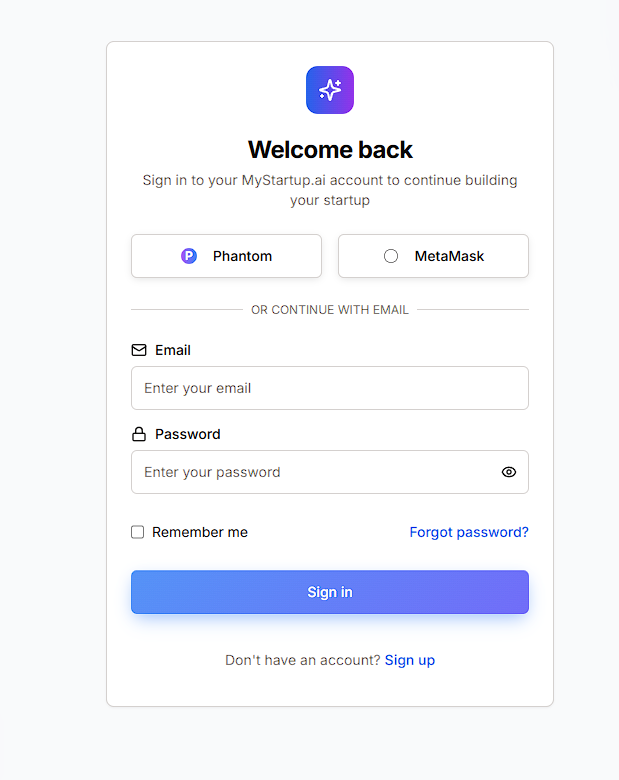 Welcome back
Sign in to your MyStartup.ai account to continue building
your startup
P Phantom
MetaMask
OR CONTINUE WITH EMAIL
Email
Enter your email
Password
Enter your password
Remember me
Forgot password?
Sign in
Don't have an account? Sign up